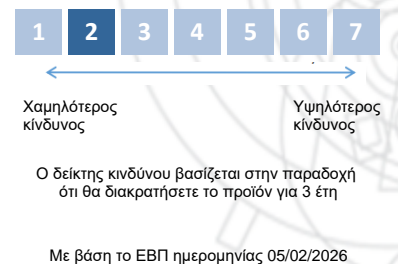 1 2 3 4 5 6 7
Χαμηλότερος Υψηλότερος
κίνδυνος κίνδυνος
Ο δείκτης κινδύνου βασίζεται στην παραδοχή
ότι θα διακρατήσετε το προϊόν για 3 έτη
Με βάση το ΕΒΠ ημερομηνίας 05/02/2026